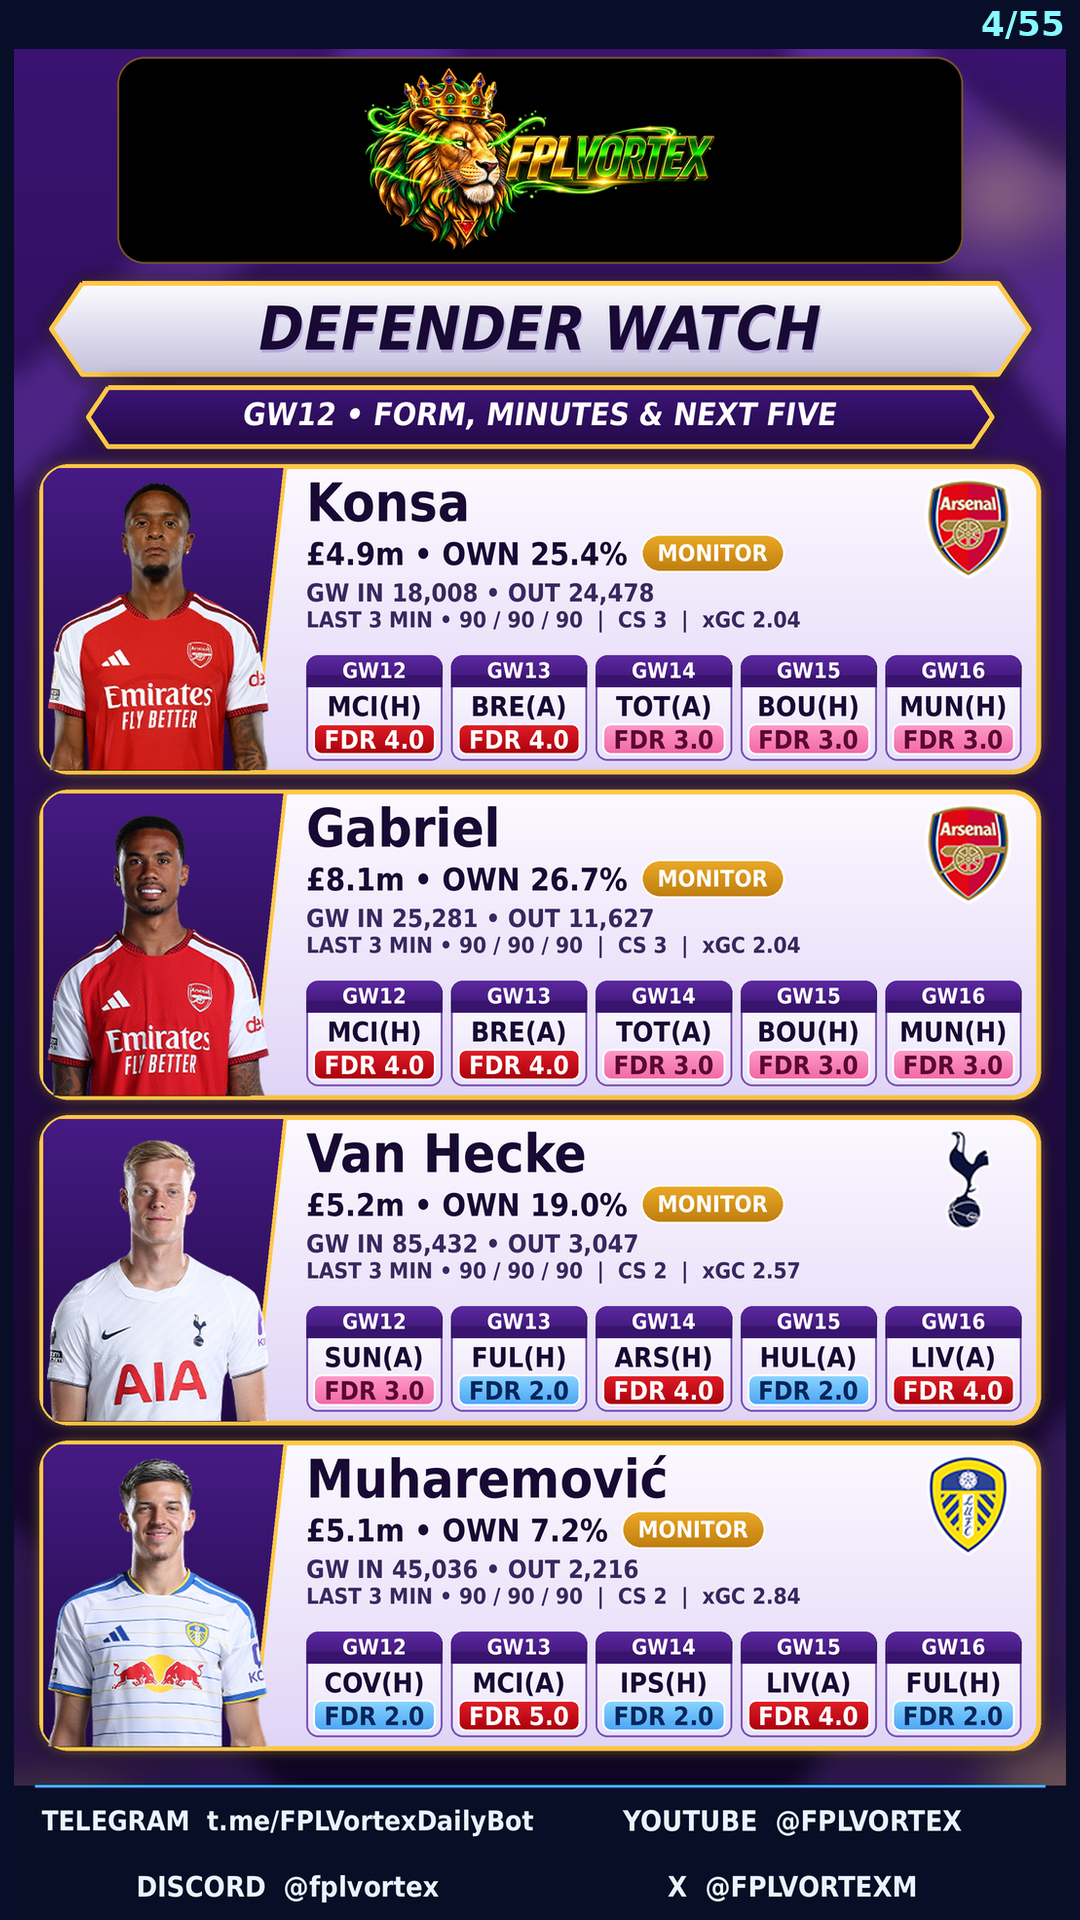 4/55
FPLVORTEX
DEFENDER WATCH
GW12 • FORM, MINUTES & NEXT FIVE
Konsa
Arsenal
£4.9m • OWN 25.4% MONITOR
GW IN 18,008 • OUT 24,478
LAST 3 MIN • 90 / 90 / 90 | CS 3 | xGC 2.04
Emirates
FLY BETTER
GW12 GW13 GW14 GW15 GW16
MCI(H) BRE(A) TOT(A) BOU(H) MUN(H)
FDR 4.0 FDR 4.0 FDR 3.0 FDR 3.0 FDR 3.0
Gabriel
Arsenal
£8.1m • OWN 26.7% MONITOR
GW IN 25,281 • OUT 11,627
LAST 3 MIN • 90 / 90 / 90 | CS 3 | xGC 2.04
Emirates
FLY BETTER
GW12 GW13 GW14 GW15 GW16
MCI(H) BRE(A) TOT(A) BOU(H) MUN(H)
FDR 4.0 FDR 4.0 FDR 3.0 FDR 3.0 FDR 3.0
Van Hecke
£5.2m • OWN 19.0% MONITOR
GW IN 85,432 • OUT 3,047
LAST 3 MIN • 90 / 90 / 90 | CS 2 | xGC 2.57
AIA
GW12 GW13 GW14 GW15 GW16
SUN(A) FUL(H) ARS(H) HUL(A) LIV(A)
FDR 3.0 FDR 2.0 FDR 4.0 FDR 2.0 FDR 4.0
Muharemović
LUFC
£5.1m • OWN 7.2% MONITOR
GW IN 45,036 • OUT 2,216
LAST 3 MIN • 90 / 90 / 90 | CS 2 | xGC 2.84
GW12 GW13 GW14 GW15 GW16
COV(H) MCI(A) IPS(H) LIV(A) FUL(H)
FDR 2.0 FDR 5.0 FDR 2.0 FDR 4.0 FDR 2.0
TELEGRAM t.me/FPLVortexDailyBot YOUTUBE @FPLVORTEX
DISCORD @fplvortex X @FPLVORTEXM